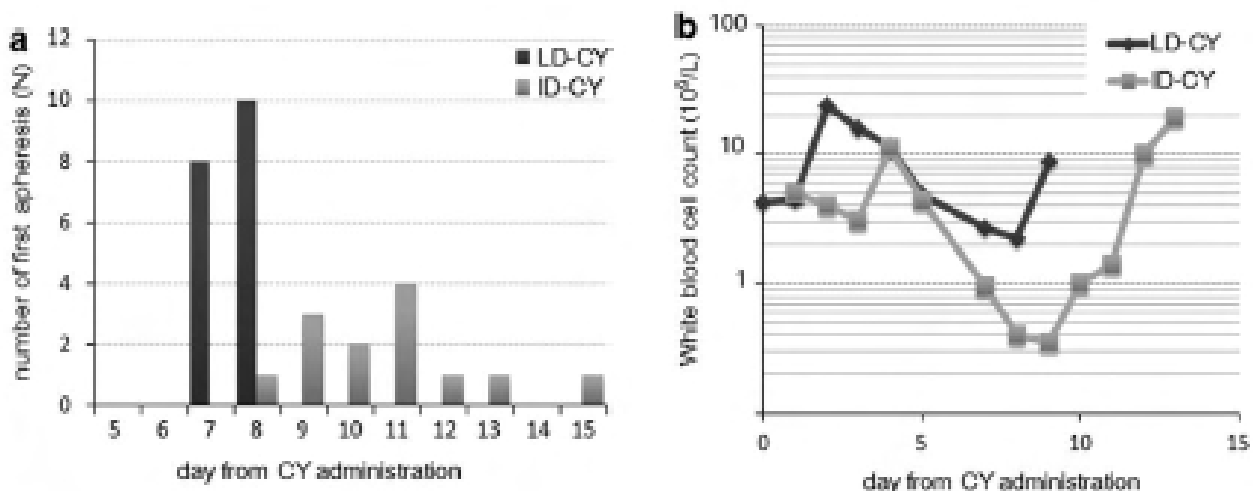 a
12
10
8
6
4
2
0
number of first apheresis (N)
LD-CY
ID-CY
5 6 7 8 9 10 11 12 13 14 15
day from CY administration
b
100
10
1
White blood cell count (10⁹/L)
LD-CY
ID-CY
0 5 10 15
day from CY administration